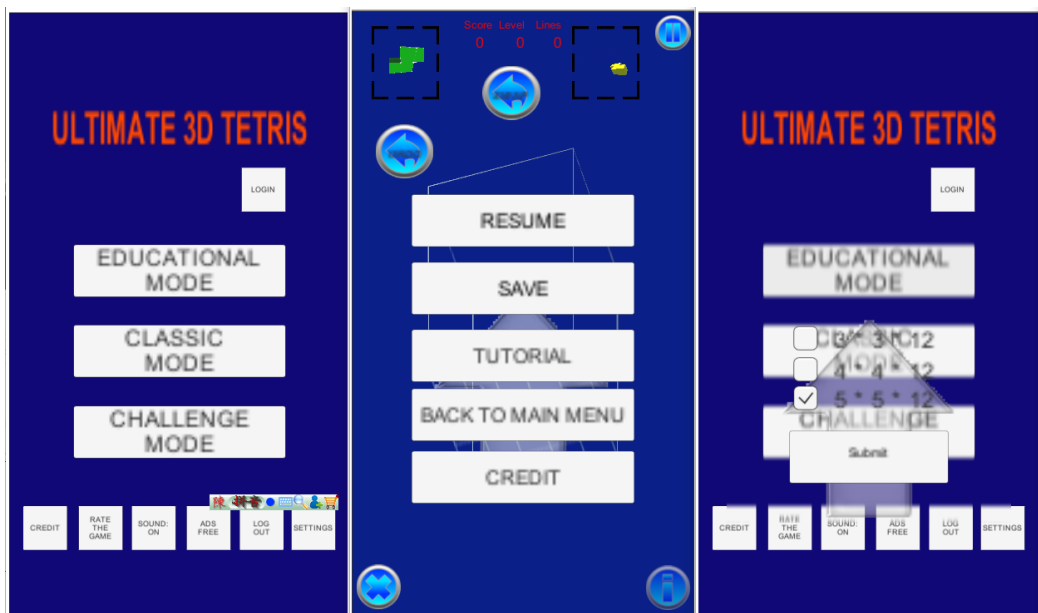 ULTIMATE 3D TETRIS
LOGIN
EDUCATIONAL
MODE
CLASSIC
MODE
CHALLENGE
MODE
CREDIT
RATE
THE
GAME
SOUND:
ON
ADS
FREE
LOG
OUT
SETTINGS
Score Level Lines
0 0 0
RESUME
SAVE
TUTORIAL
BACK TO MAIN MENU
CREDIT
ULTIMATE 3D TETRIS
LOGIN
EDUCATIONAL
MODE
CLASSIC
MODE
3 * 3 * 12
4 * 4 * 12
5 * 5 * 12
CHALLENGE
Submit
CREDIT
RATE
THE
GAME
SOUND:
ON
ADS
FREE
LOG
OUT
SETTINGS